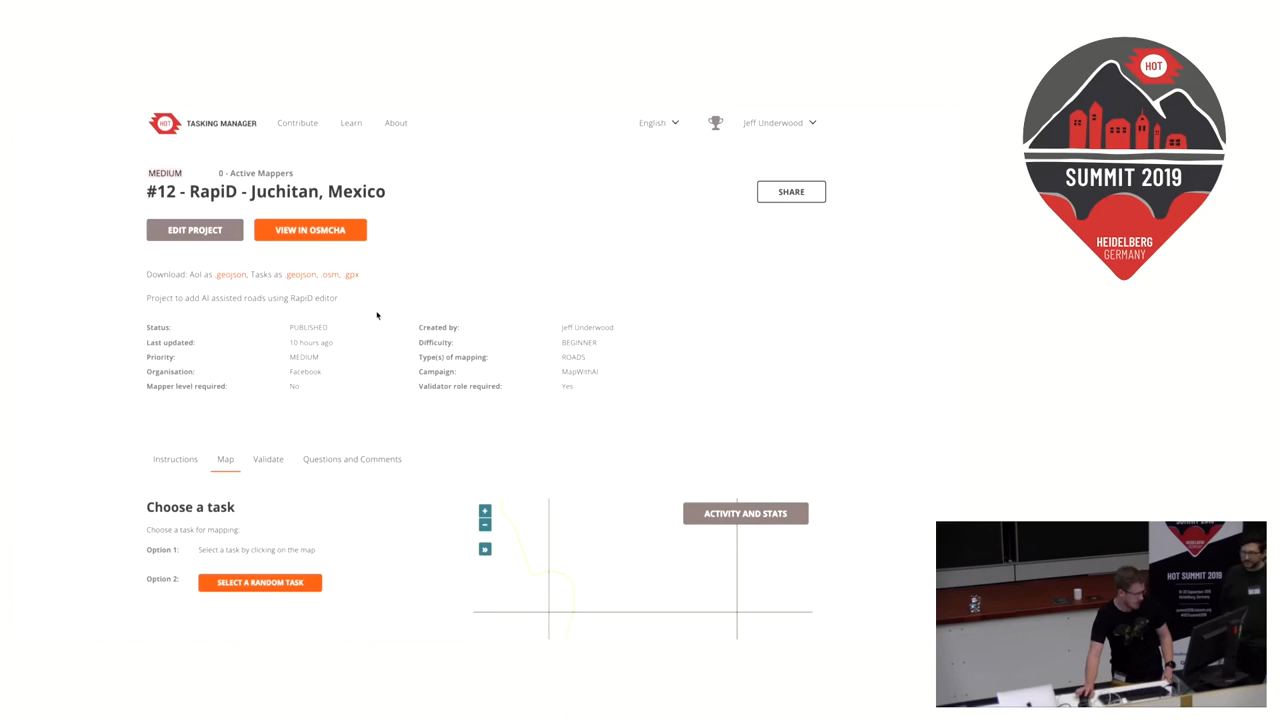 HOT TASKING MANAGER Contribute Learn About English Jeff Underwood
MEDIUM 0 - Active Mappers
#12 - RapiD - Juchitan, Mexico
SHARE
EDIT PROJECT VIEW IN OSMCHA
Download: AoI as .geojson, Tasks as .geojson, .osm, .gpx
Project to add AI assisted roads using RapiD editor
Status: PUBLISHED Created by: Jeff Underwood
Last updated: 10 hours ago Difficulty: BEGINNER
Priority: MEDIUM Type(s) of mapping: ROADS
Organisation: Facebook Campaign: MapWithAI
Mapper level required: No Validator role required: Yes
Instructions Map Validate Questions and Comments
Choose a task
Choose a task for mapping:
Option 1: Select a task by clicking on the map
Option 2: SELECT A RANDOM TASK
+
−
»
ACTIVITY AND STATS
HOT
SUMMIT 2019
HEIDELBERG
GERMANY
HOT SUMMIT 2019